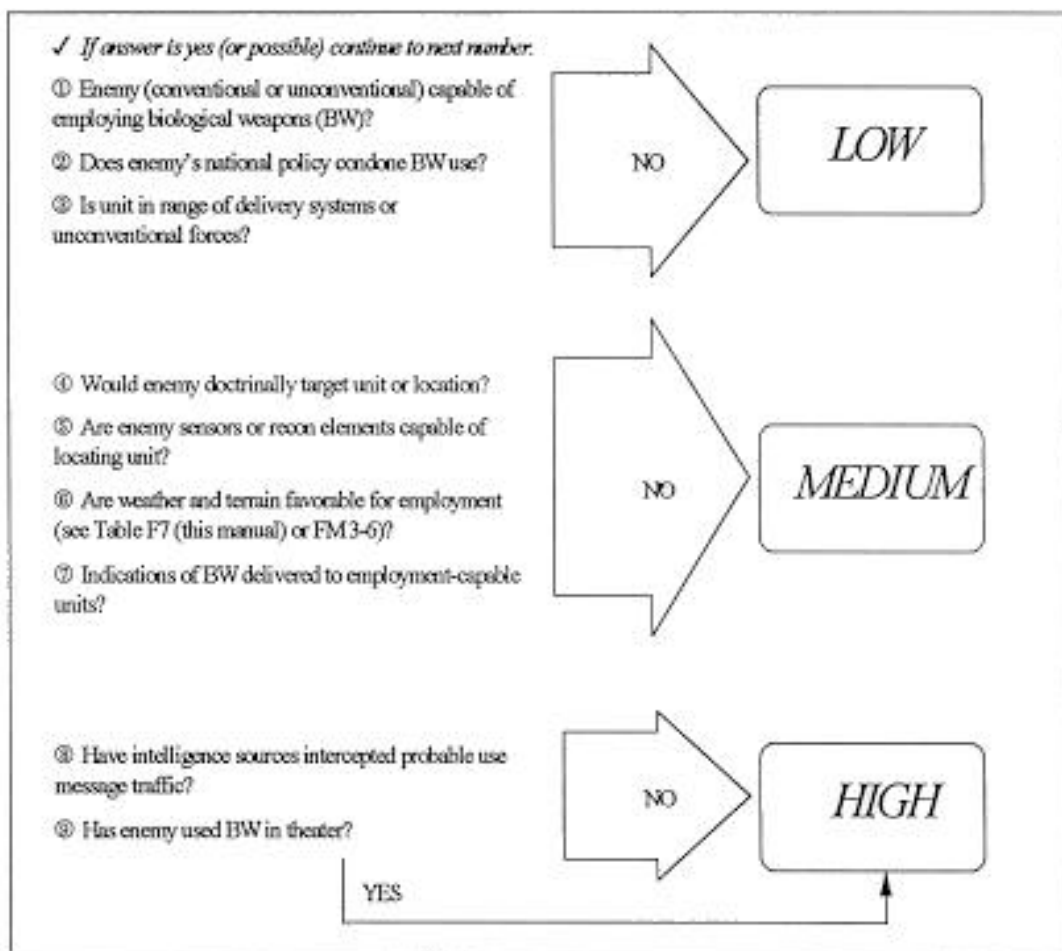 ✓ If answer is yes (or possible) continue to next number.
① Enemy (conventional or unconventional) capable of
employing biological weapons (BW)?
② Does enemy's national policy condone BW use?
③ Is unit in range of delivery systems or
unconventional forces?
NO
LOW
④ Would enemy doctrinally target unit or location?
⑤ Are enemy sensors or recon elements capable of
locating unit?
⑥ Are weather and terrain favorable for employment
(see Table F7 (this manual) or FM 3-6)?
⑦ Indications of BW delivered to employment-capable
units?
NO
MEDIUM
⑧ Have intelligence sources intercepted probable use
message traffic?
⑨ Has enemy used BW in theater?
NO
HIGH
YES